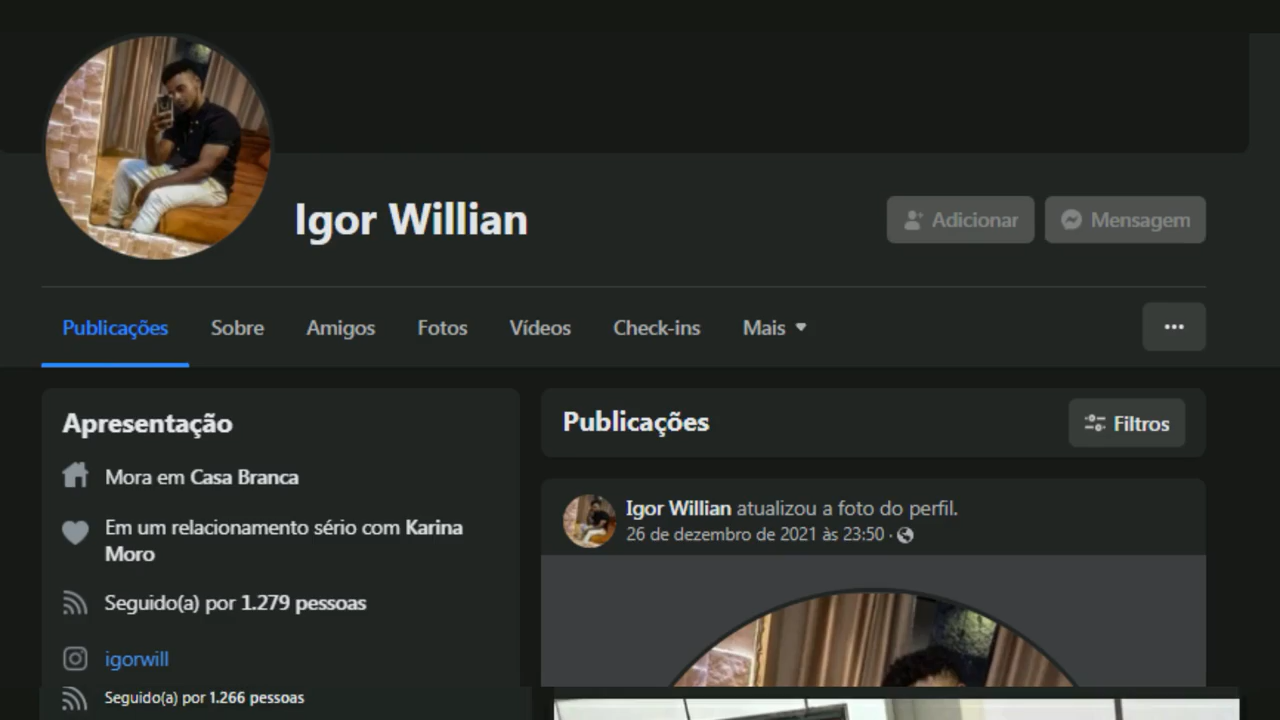 Igor Willian
Adicionar
Mensagem
Publicações
Sobre
Amigos
Fotos
Vídeos
Check-ins
Mais
Apresentação
Mora em Casa Branca
Em um relacionamento sério com Karina
Moro
Seguido(a) por 1.279 pessoas
igorwill
Seguido(a) por 1.266 pessoas
Publicações
Filtros
Igor Willian atualizou a foto do perfil.
26 de dezembro de 2021 às 23:50 ·